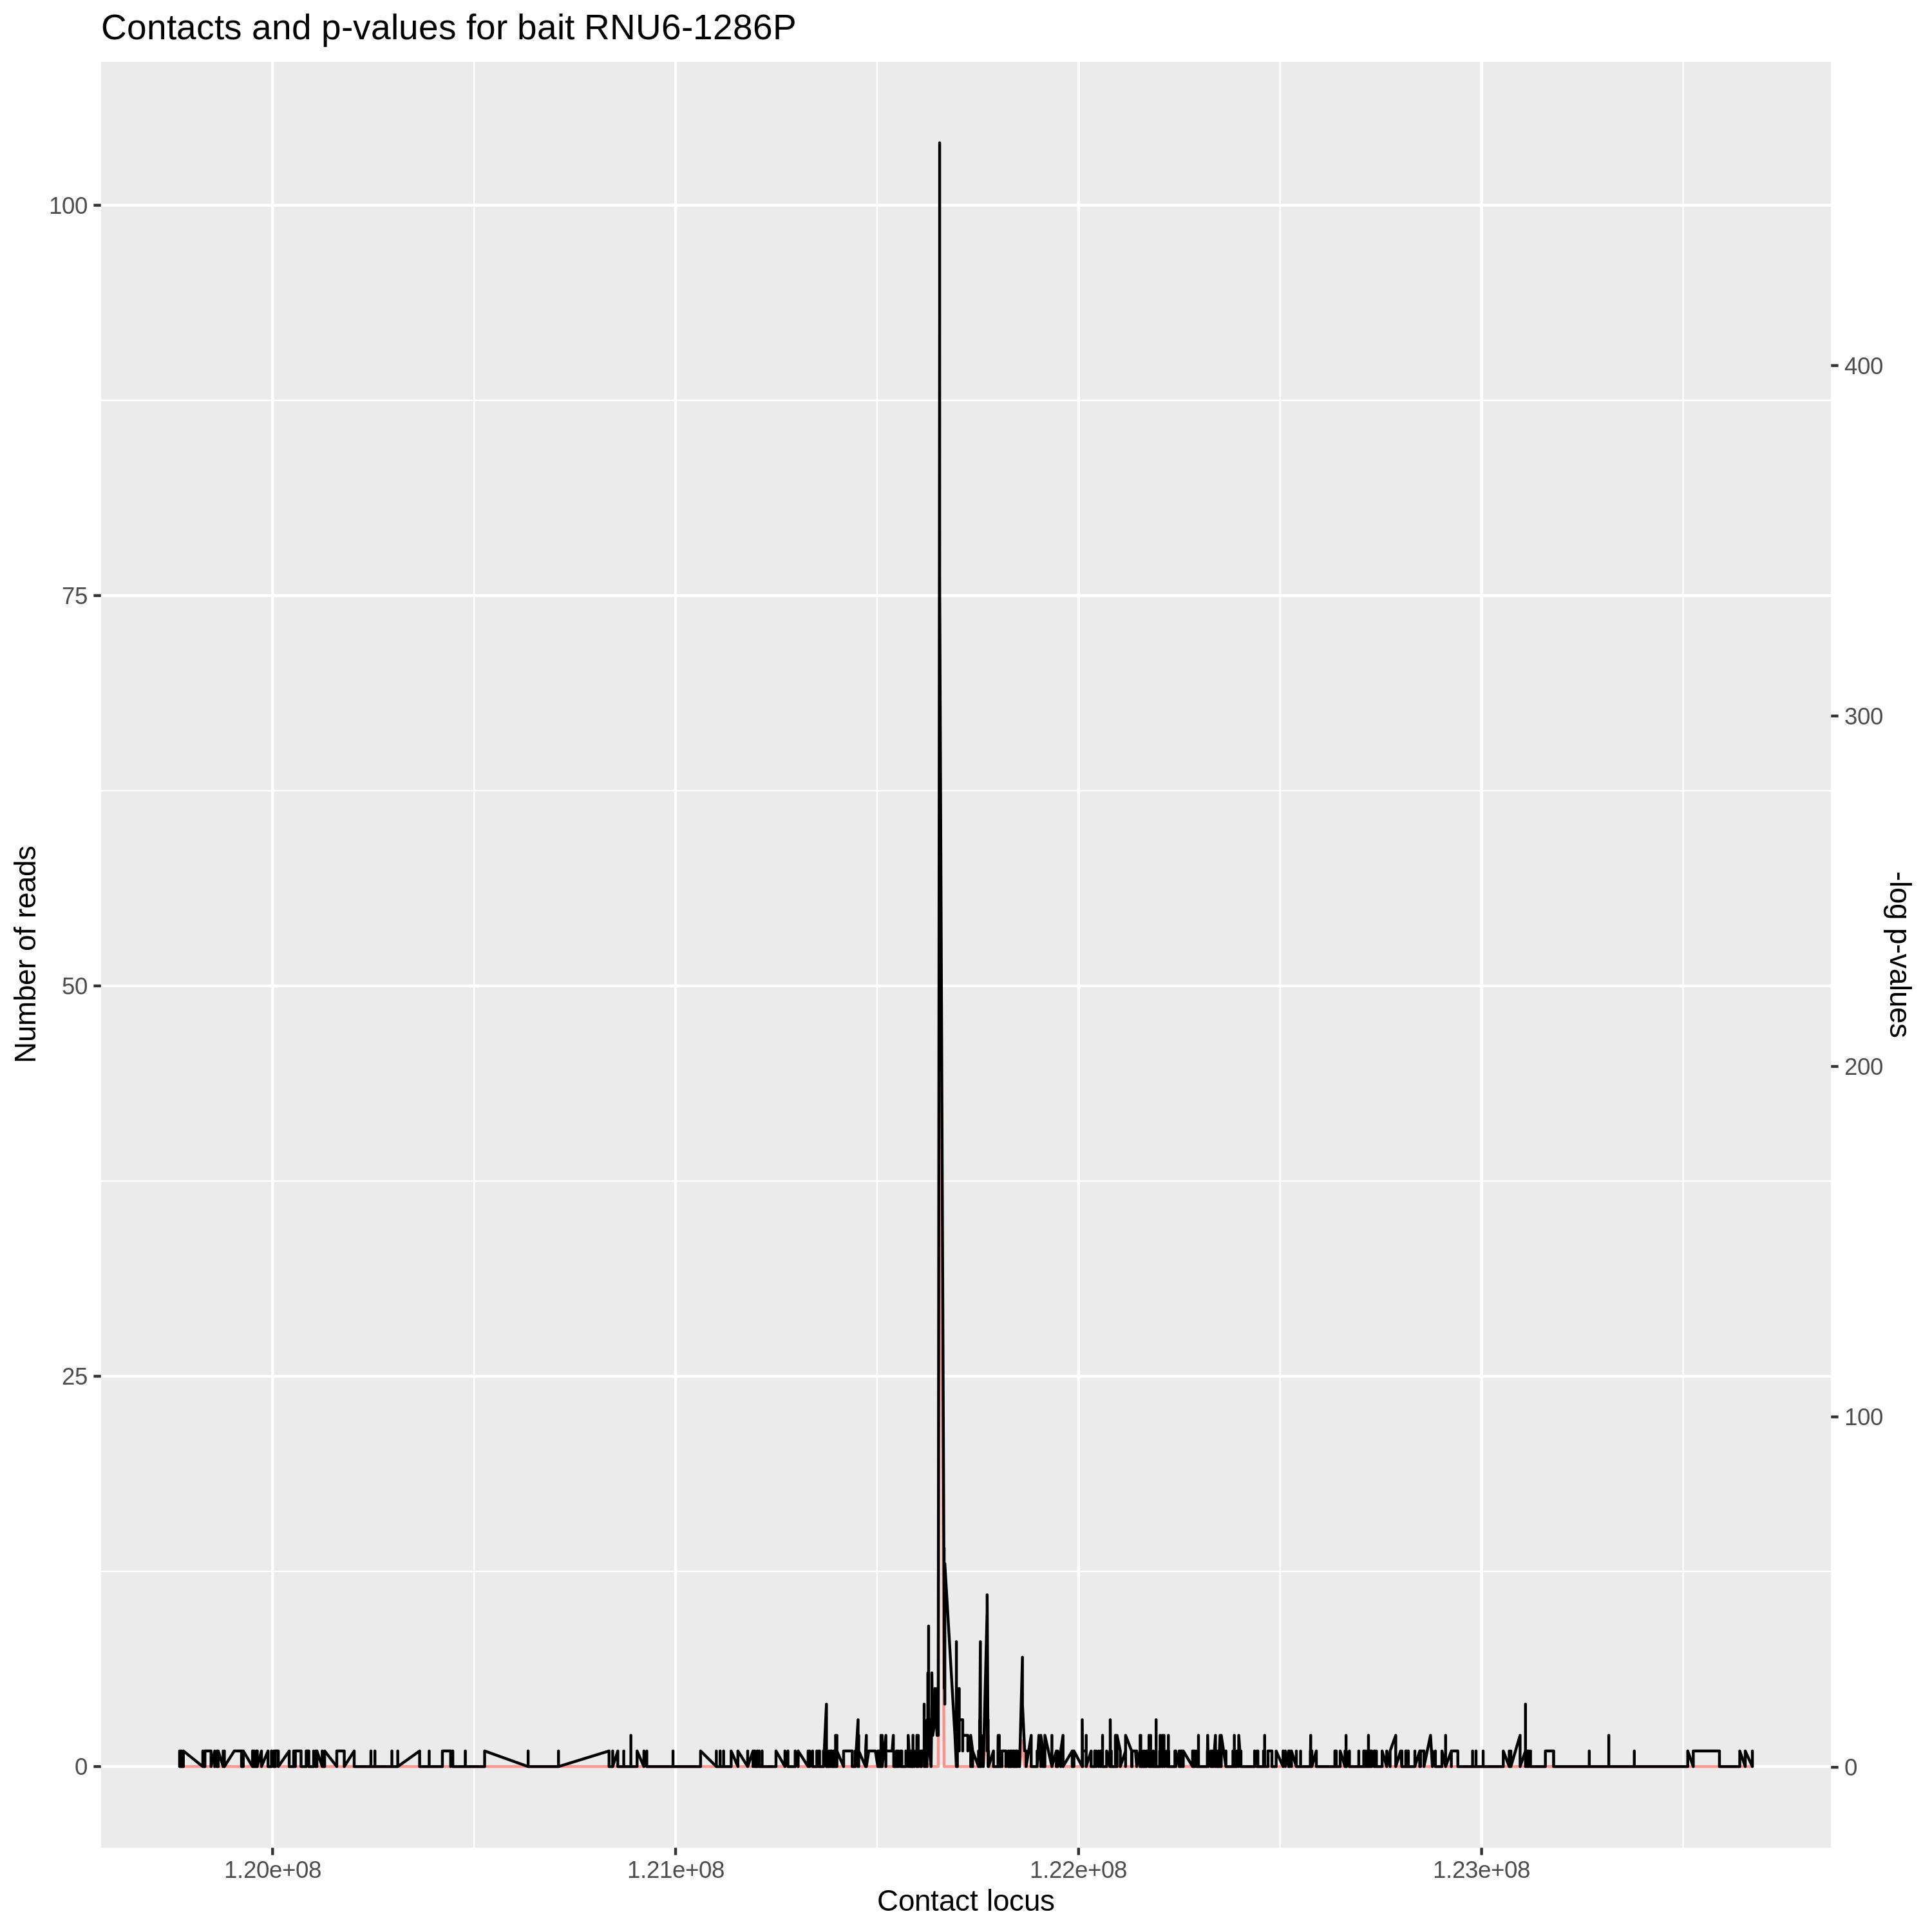 Contacts and p-values for bait RNU6-1286P
100
75
50
25
0
Number of reads
400
300
200
100
0
-log p-values
1.20e+08
1.21e+08
1.22e+08
1.23e+08
Contact locus